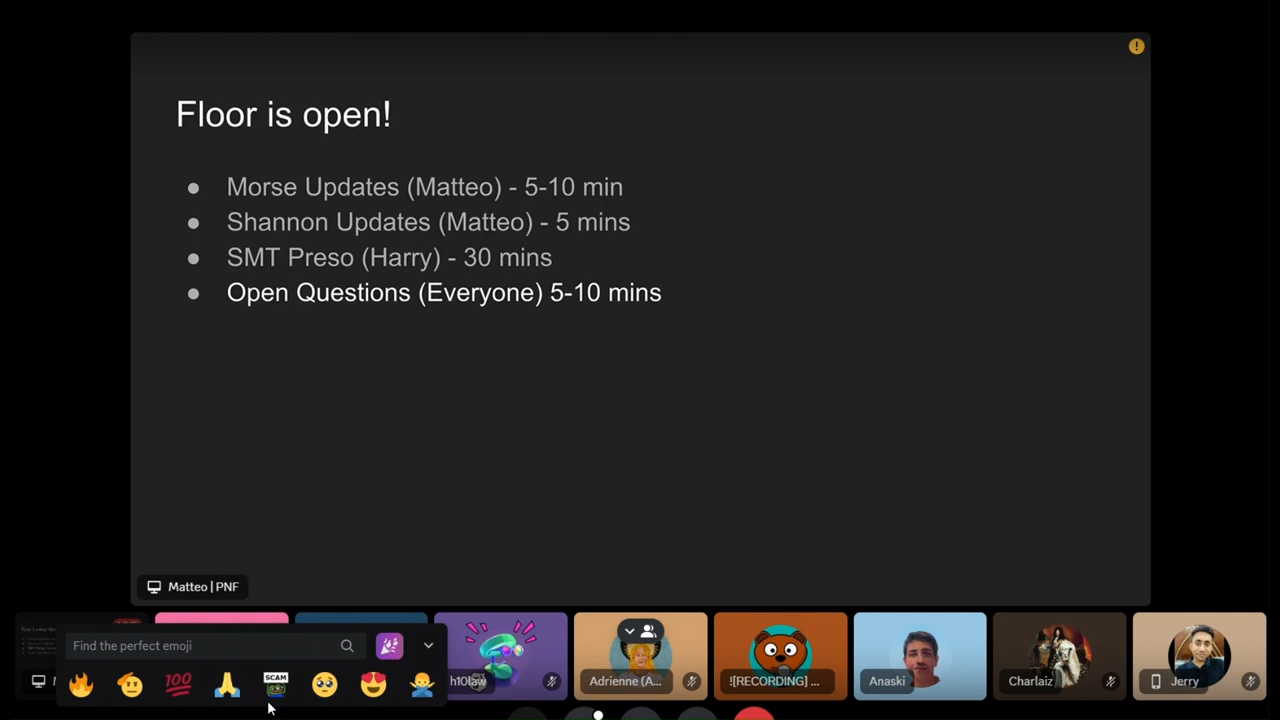 Floor is open!
● Morse Updates (Matteo) - 5-10 min
● Shannon Updates (Matteo) - 5 mins
● SMT Preso (Harry) - 30 mins
● Open Questions (Everyone) 5-10 mins
Matteo | PNF
Find the perfect emoji
SCAM
h10law
Adrienne (A...
![RECORDING] ...
Anaski
Charlaiz
Jerry